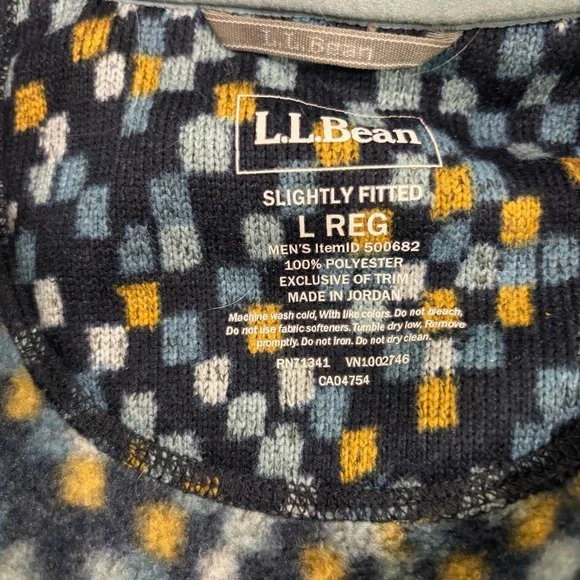 L.L.Bean
L.L.Bean
SLIGHTLY FITTED
L REG
MEN'S ItemID 500682
100% POLYESTER
EXCLUSIVE OF TRIM
MADE IN JORDAN
Machine wash cold, With like colors. Do not bleach,
Do not use fabric softeners. Tumble dry low, Remove
promptly. Do not Iron. Do not dry clean.
RN71341 VN1002746
CA04754